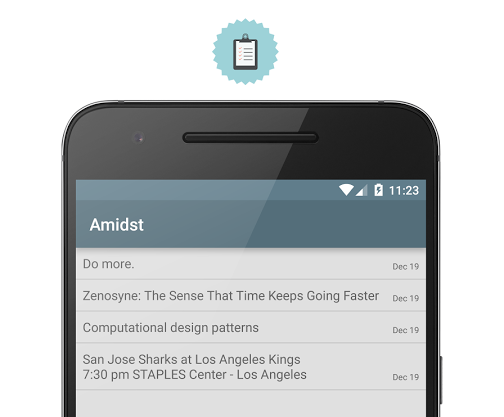 11:23
Amidst
Do more.
Dec 19
Zenosyne: The Sense That Time Keeps Going Faster
Dec 19
Computational design patterns
Dec 19
San Jose Sharks at Los Angeles Kings
7:30 pm STAPLES Center - Los Angeles
Dec 19